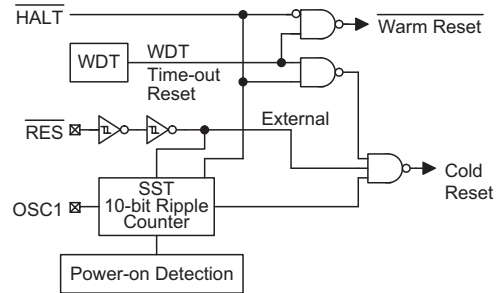 HALT
Warm Reset
WDT
WDT
Time-out
Reset
RES
External
Cold
Reset
OSC1
SST
10-bit Ripple
Counter
Power-on Detection